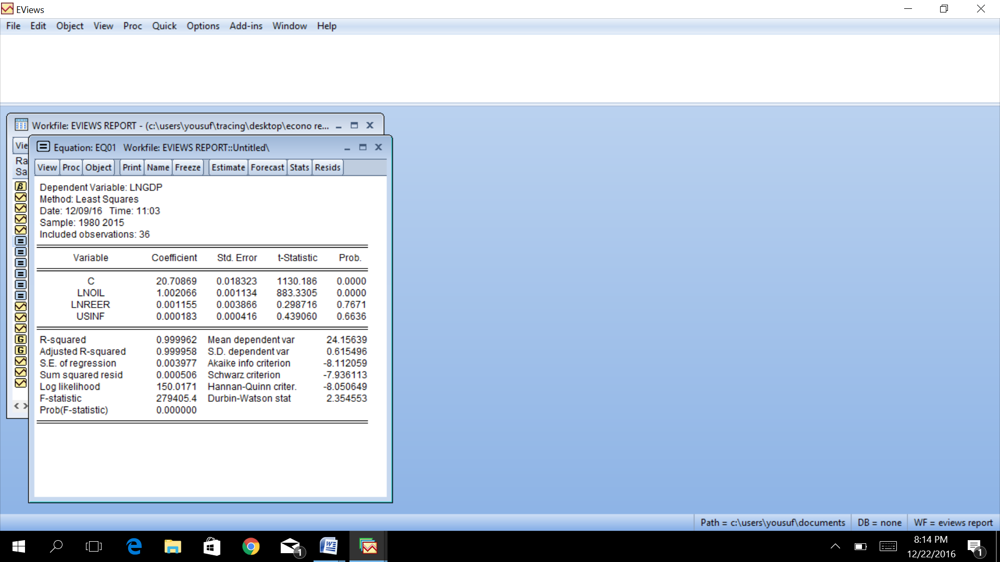 EViews
File Edit Object View Proc Quick Options Add-ins Window Help
Workfile: EVIEWS REPORT - (c:\users\yousuf\tracing\desktop\econo re...
Vie
Ra
Sa
Equation: EQ01 Workfile: EVIEWS REPORT::Untitled\
View Proc Object Print Name Freeze Estimate Forecast Stats Resids
Dependent Variable: LNGDP
Method: Least Squares
Date: 12/09/16 Time: 11:03
Sample: 1980 2015
Included observations: 36
Variable Coefficient Std. Error t-Statistic Prob.
C 20.70869 0.018323 1130.186 0.0000
LNOIL 1.002066 0.001134 883.3305 0.0000
LNREER 0.001155 0.003866 0.298716 0.7671
USINF 0.000183 0.000416 0.439060 0.6636
R-squared 0.999962 Mean dependent var 24.15639
Adjusted R-squared 0.999958 S.D. dependent var 0.615496
S.E. of regression 0.003977 Akaike info criterion -8.112059
Sum squared resid 0.000506 Schwarz criterion -7.936113
Log likelihood 150.0171 Hannan-Quinn criter. -8.050649
F-statistic 279405.4 Durbin-Watson stat 2.354553
Prob(F-statistic) 0.000000
Path = c:\users\yousuf\documents DB = none WF = eviews report
8:14 PM
12/22/2016
1
1